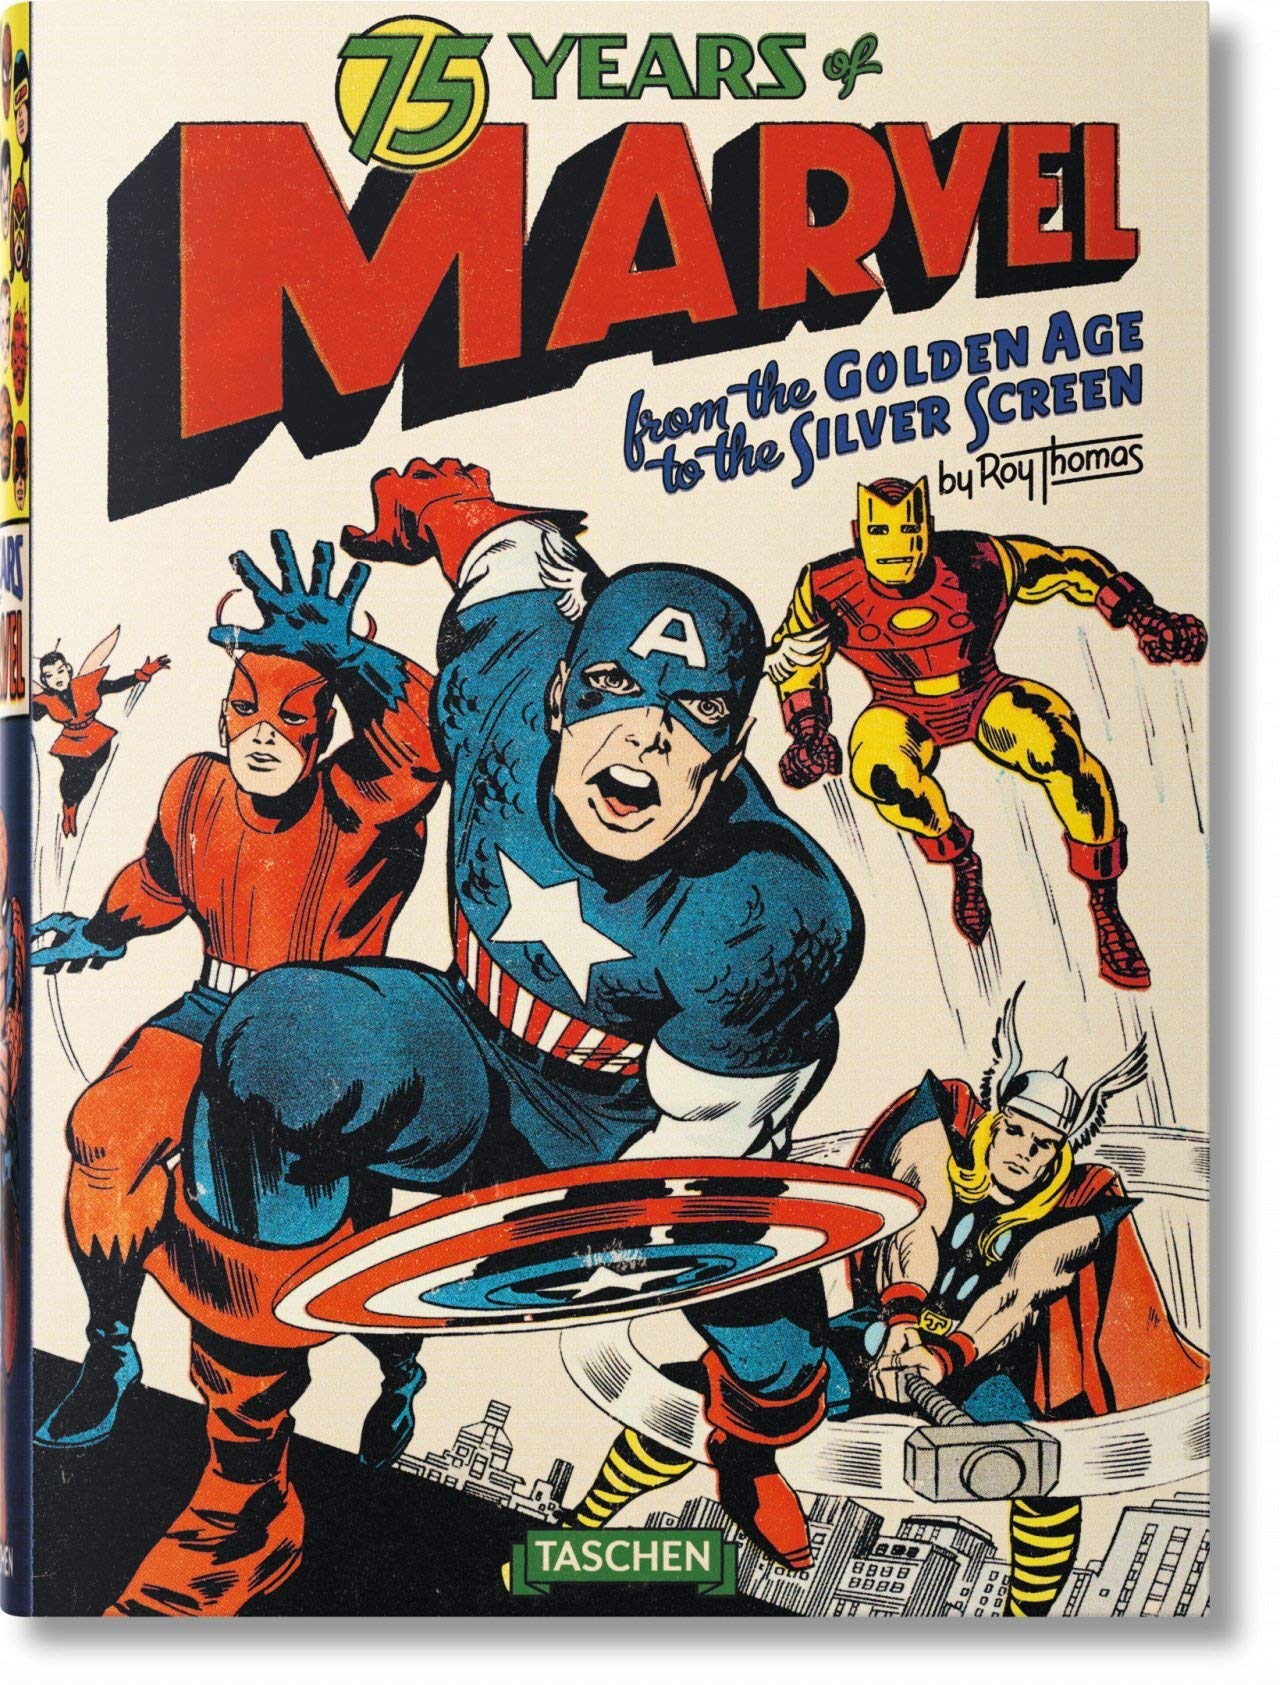 75 YEARS of
MARVEL
from the GOLDEN AGE
to the SILVER SCREEN
by Roy Thomas
A
T
TASCHEN